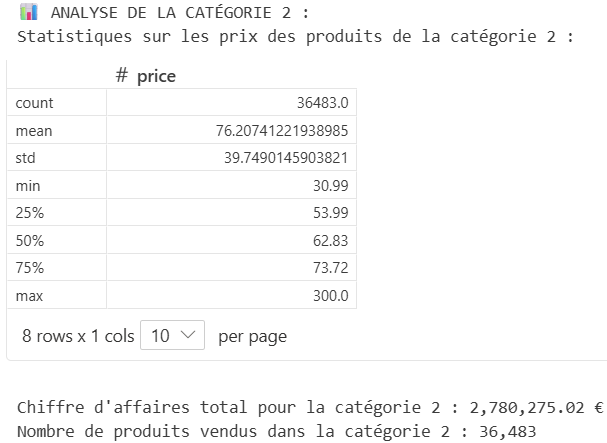 📊 ANALYSE DE LA CATÉGORIE 2 :
Statistiques sur les prix des produits de la catégorie 2 :
# price
count 36483.0
mean 76.20741221938985
std 39.7490145903821
min 30.99
25% 53.99
50% 62.83
75% 73.72
max 300.0
8 rows x 1 cols 10 per page
Chiffre d'affaires total pour la catégorie 2 : 2,780,275.02 €
Nombre de produits vendus dans la catégorie 2 : 36,483